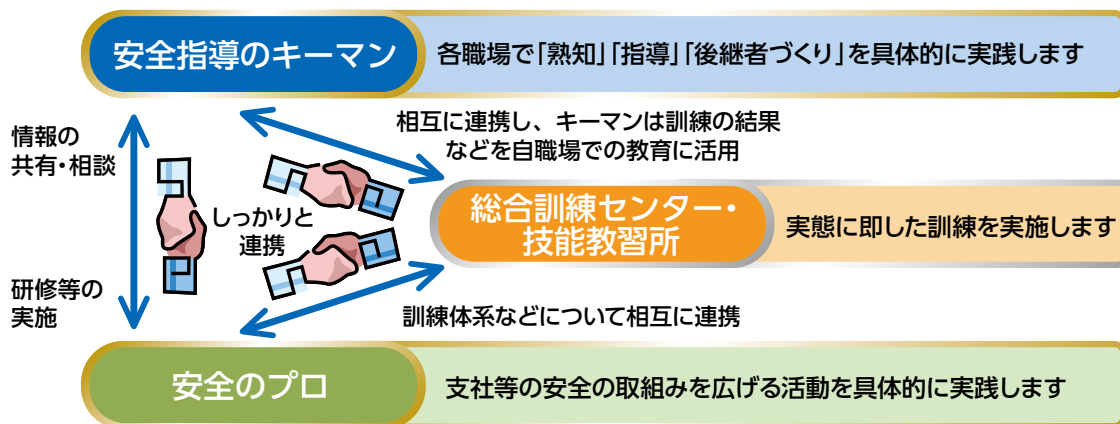 安全指導のキーマン
各職場で「熟知」「指導」「後継者づくり」を具体的に実践します
情報の
共有・相談
相互に連携し、キーマンは訓練の結果
などを自職場での教育に活用
しっかりと
連携
総合訓練センター・
技能教習所
実態に即した訓練を実施します
研修等の
実施
訓練体系などについて相互に連携
安全のプロ
支社等の安全の取組みを広げる活動を具体的に実践します